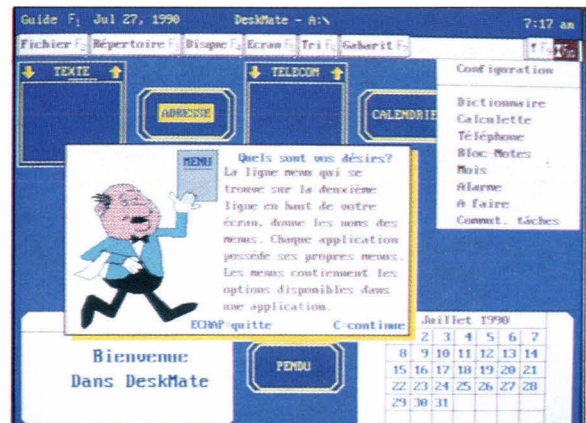 Guide F1 Jul 27, 1990 DeskMate - A:\ 7:17 am
Fichier F2 Répertoire F3 Disque F4 Ecran F5 Tri F6 Gabarit F7 F9 F10
TEXTE
TELECOM
Configuration
ADRESSE
CALENDRIE
Dictionnaire
Calculette
Téléphone
Bloc-Notes
Mois
Alarme
A faire
Commut. tâches
MENU
Quels sont vos désirs?
La ligne menu qui se
trouve sur la deuxième
ligne en haut de votre
écran, donne les noms des
menus. Chaque application
possède ses propres menus.
Les menus contiennent les
options disponibles dans
une application.
ECHAP-quitte C-continue
Bienvenue
Dans DeskMate
PENDU
Juillet 1990
2 3 4 5 6 7
8 9 10 11 12 13 14
15 16 17 18 19 20 21
22 23 24 25 26 27 28
29 30 31